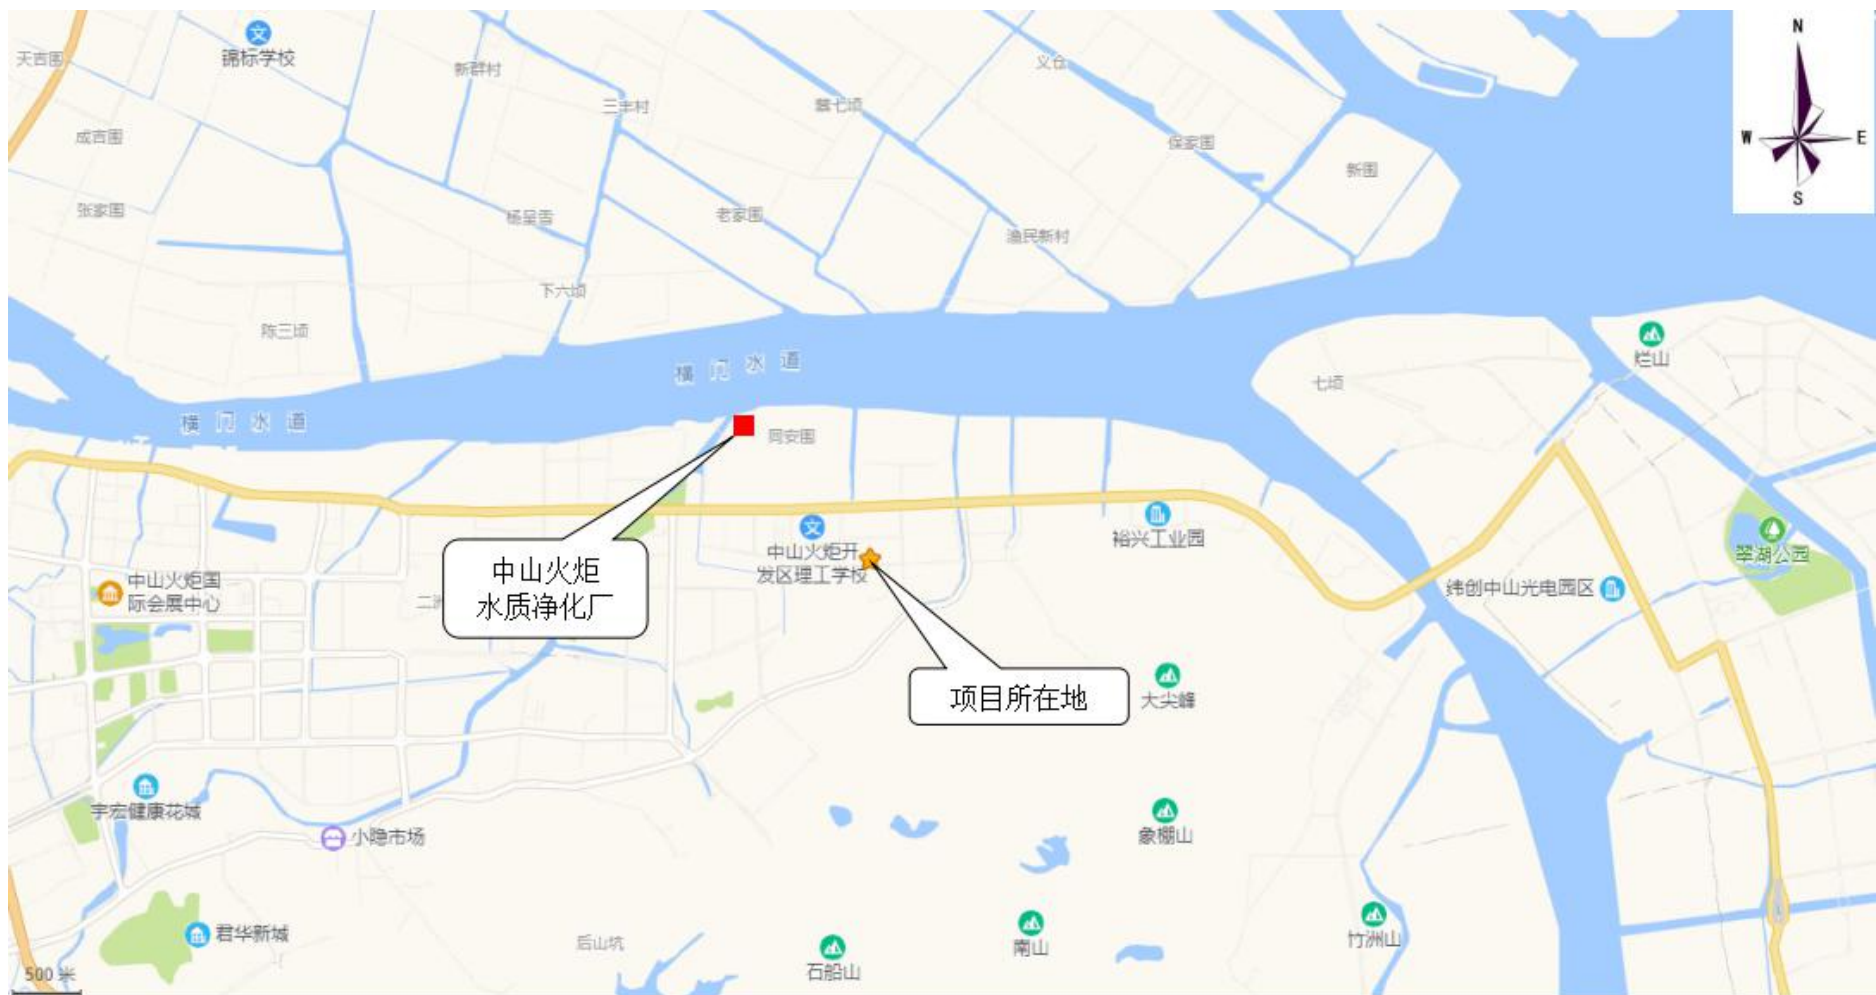 N
W
E
S
天吉围
锦标学校
新群村
义仓
三丰村
成吉围
保家围
新围
张家围
杨呈香
老家围
渔民新村
下六顷
陈三顷
烂山
横门水道
七顷
横门水道
同安围
裕兴工业园
中山火炬开
发区理工学校
翠湖公园
中山火炬
水质净化厂
中山火炬国
际会展中心
纬创中山光电园区
项目所在地
大尖峰
宇宏健康花城
小隐市场
象棚山
君华新城
后山坑
石船山
南山
竹洲山
500 米